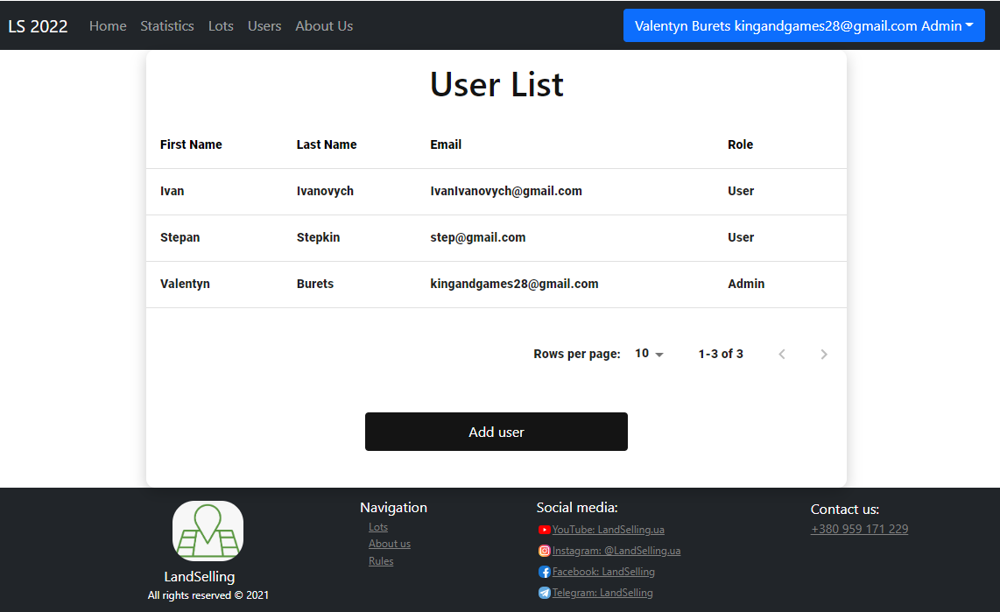 LS 2022 Home Statistics Lots Users About Us Valentyn Burets kingandgames28@gmail.com Admin
User List
First Name Last Name Email Role
Ivan Ivanovych IvanIvanovych@gmail.com User
Stepan Stepkin step@gmail.com User
Valentyn Burets kingandgames28@gmail.com Admin
Rows per page: 10 1-3 of 3
Add user
LandSelling
All rights reserved © 2021
Navigation
Lots
About us
Rules
Social media:
YouTube: LandSelling.ua
Instagram: @LandSelling.ua
Facebook: LandSelling
Telegram: LandSelling
Contact us:
+380 959 171 229